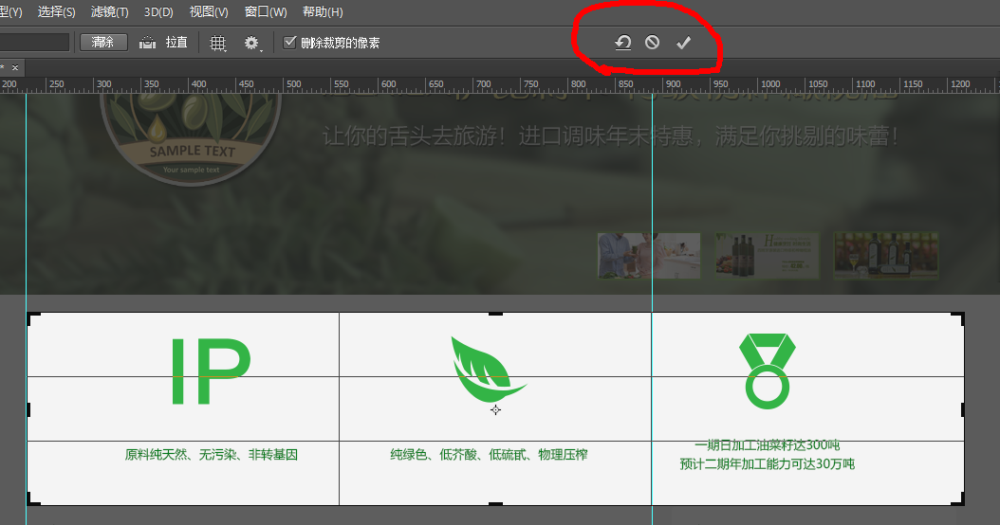 型(Y) 选择(S) 滤镜(T) 3D(D) 视图(V) 窗口(W) 帮助(H)
清除 拉直 删除裁剪的像素
* ×
200 250 300 350 400 450 500 550 600 650 700 750 800 850 900 950 1000 1050 1100 1150 1200
让你的舌头去旅游！进口调味年末特惠，满足你挑剔的味蕾！
SAMPLE TEXT
Your sample text
IP
原料纯天然、无污染、非转基因
纯绿色、低芥酸、低硫甙、物理压榨
一期日加工油菜籽达300吨
预计二期年加工能力可达30万吨